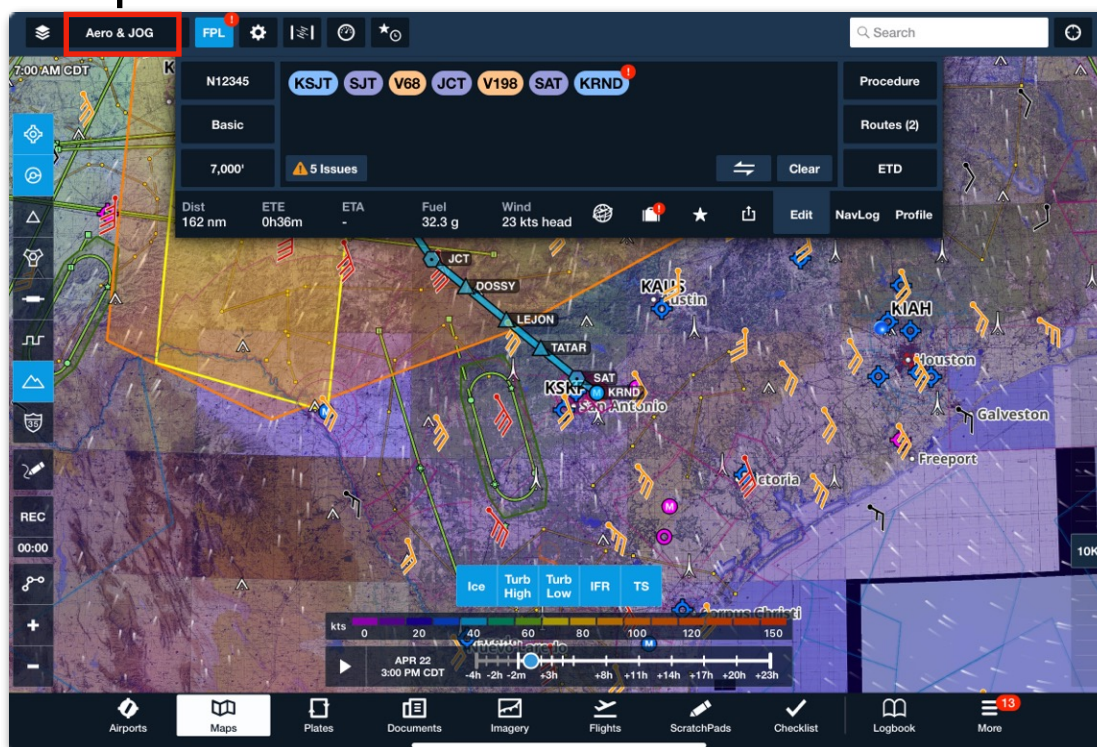 Aero & JOG
FPL
!
Search
7:00 AM CDT
K
N12345
KSJT SJT V68 JCT V198 SAT KRND
!
Procedure
Basic
Routes (2)
7,000'
5 Issues
Clear
ETD
Dist ETE ETA Fuel Wind
162 nm 0h36m - 32.3 g 23 kts head
!
Edit NavLog Profile
JCT
DOSSY
LEJON
TATAR
SAT
KRND
KSKF
San Antonio
M
KAUS
Austin
KIAH
Houston
Galveston
Freeport
Victoria
M
M
35
REC
00:00
10K
Ice Turb High Turb Low IFR TS
Corpus Christi
kts 0 20 40 60 80 100 120 150
Nuevo Laredo
M
APR 22
3:00 PM CDT
-4h -2h -2m +3h +8h +11h +14h +17h +20h +23h
13
Airports Maps Plates Documents Imagery Flights ScratchPads Checklist Logbook More